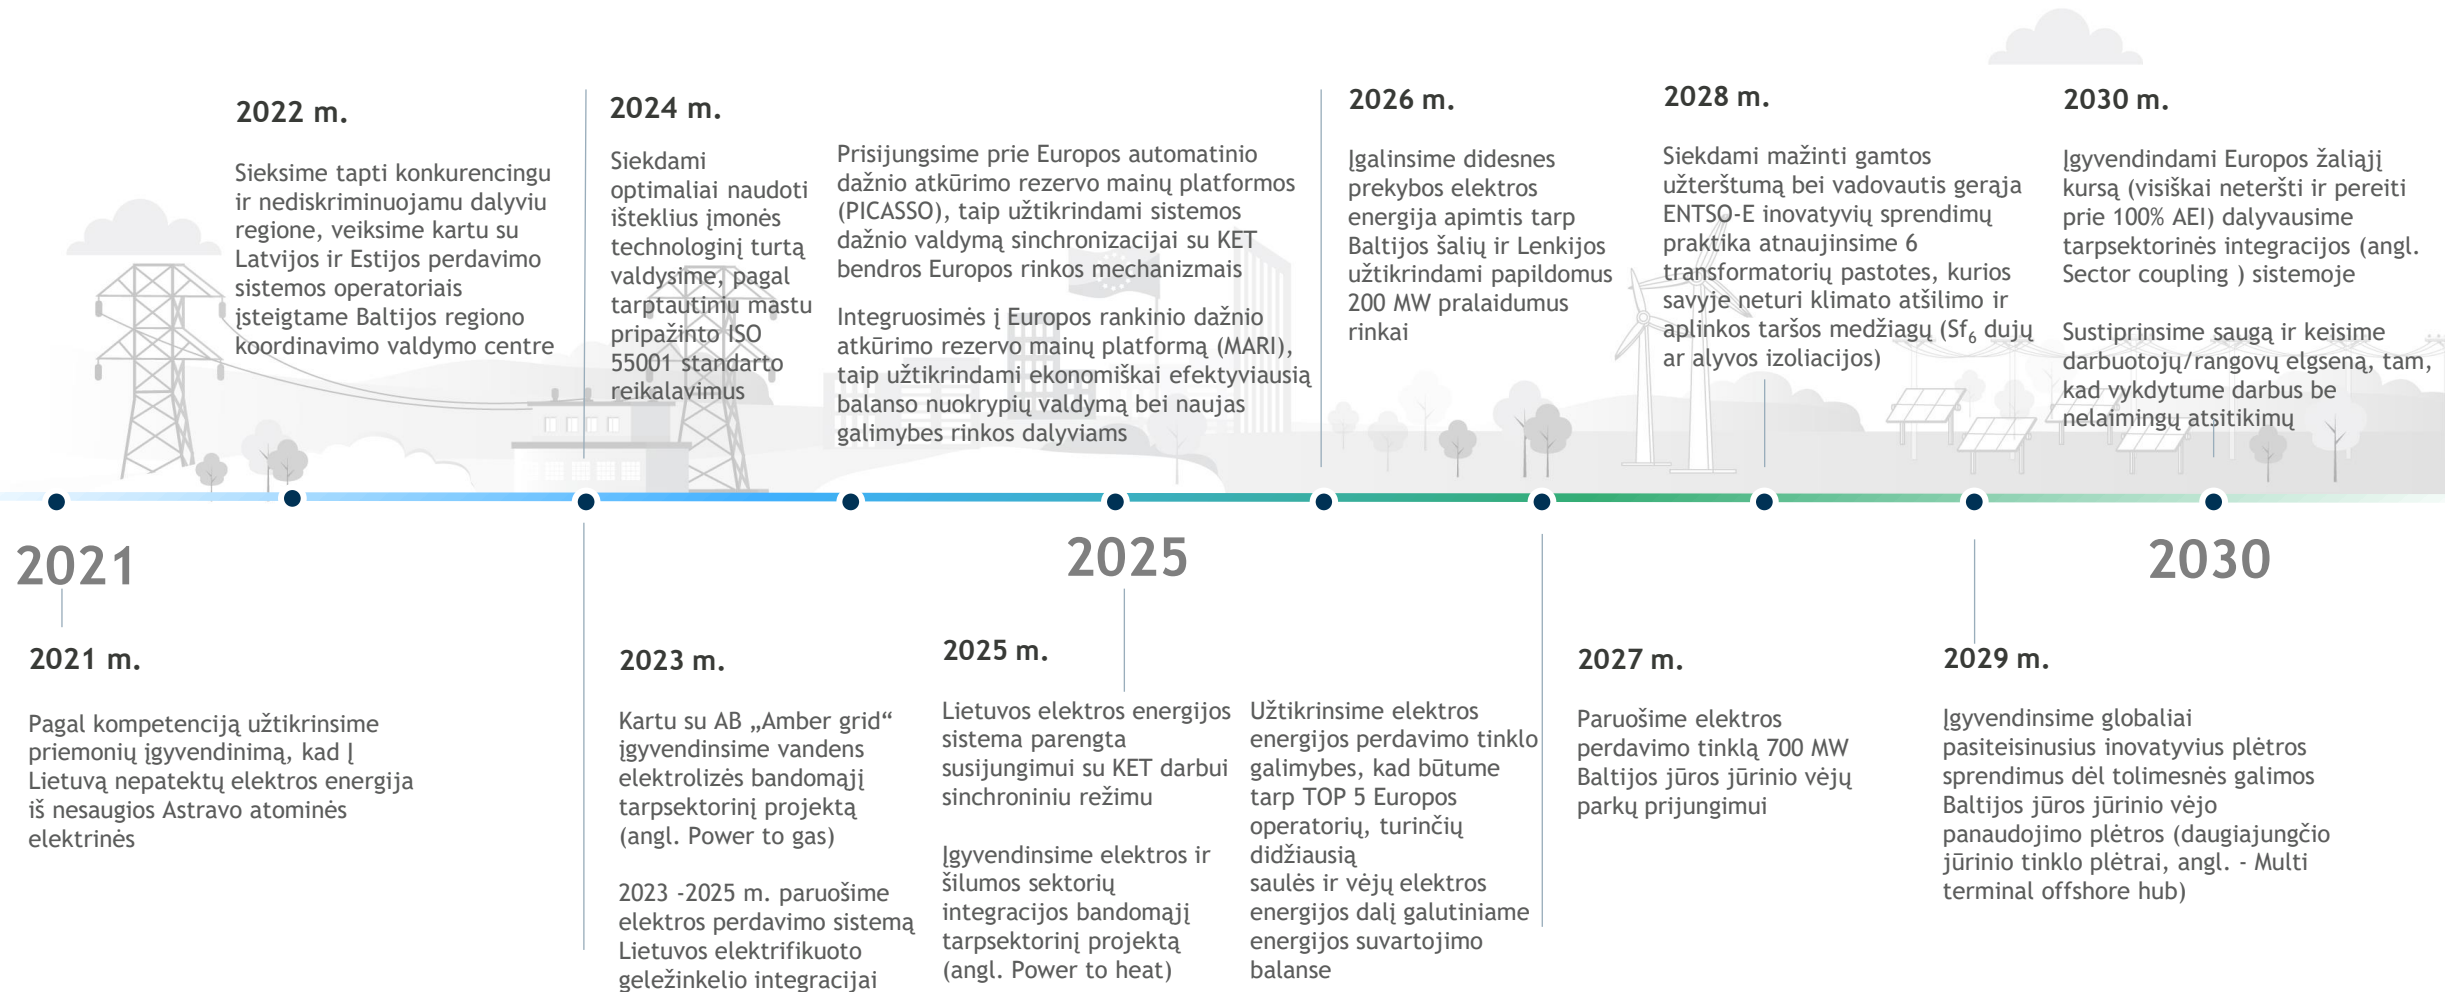 2022 m.
Sieksime tapti konkurencingu
ir nediskriminuojamu dalyviu
regione, veiksime kartu su
Latvijos ir Estijos perdavimo
sistemos operatoriais
įsteigtame Baltijos regiono
koordinavimo valdymo centre
2024 m.
Siekdami
optimaliai naudoti
išteklius įmonės
technologinį turtą
valdysime, pagal
tarptautiniu mastu
pripažinto ISO
55001 standarto
reikalavimus
Prisijungsime prie Europos automatinio
dažnio atkūrimo rezervo mainų platformos
(PICASSO), taip užtikrindami sistemos
dažnio valdymą sinchronizacijai su KET
bendros Europos rinkos mechanizmais
Integruosimės į Europos rankinio dažnio
atkūrimo rezervo mainų platformą (MARI),
taip užtikrindami ekonomiškai efektyviausią
balanso nuokrypių valdymą bei naujas
galimybes rinkos dalyviams
2026 m.
Įgalinsime didesnes
prekybos elektros
energija apimtis tarp
Baltijos šalių ir Lenkijos
užtikrindami papildomus
200 MW pralaidumus
rinkai
2028 m.
Siekdami mažinti gamtos
užterštumą bei vadovautis gerąja
ENTSO-E inovatyvių sprendimų
praktika atnaujinsime 6
transformatorių pastotes, kurios
savyje neturi klimato atšilimo ir
aplinkos taršos medžiagų (Sf₆ dujų
ar alyvos izoliacijos)
2030 m.
Įgyvendindami Europos žaliąjį
kursą (visiškai neteršti ir pereiti
prie 100% AEI) dalyvausime
tarpsektorinės integracijos (angl.
Sector coupling ) sistemoje
Sustiprinsime saugą ir keisime
darbuotojų/rangovų elgseną, tam,
kad vykdytume darbus be
nelaimingų atsitikimų
2021
2025
2030
2021 m.
Pagal kompetenciją užtikrinsime
priemonių įgyvendinimą, kad Į
Lietuvą nepatektų elektros energija
iš nesaugios Astravo atominės
elektrinės
2023 m.
Kartu su AB „Amber grid“
įgyvendinsime vandens
elektrolizės bandomąjį
tarpsektorinį projektą
(angl. Power to gas)
2023 -2025 m. paruošime
elektros perdavimo sistemą
Lietuvos elektrifikuoto
geležinkelio integracijai
2025 m.
Lietuvos elektros energijos
sistema parengta
susijungimui su KET darbui
sinchroniniu režimu
Įgyvendinsime elektros ir
šilumos sektorių
integracijos bandomąjį
tarpsektorinį projektą
(angl. Power to heat)
Užtikrinsime elektros
energijos perdavimo tinklo
galimybes, kad būtume
tarp TOP 5 Europos
operatorių, turinčių
didžiausią
saulės ir vėjų elektros
energijos dalį galutiniame
energijos suvartojimo
balanse
2027 m.
Paruošime elektros
perdavimo tinklą 700 MW
Baltijos jūros jūrinio vėjų
parkų prijungimui
2029 m.
Įgyvendinsime globaliai
pasiteisinusius inovatyvius plėtros
sprendimus dėl tolimesnės galimos
Baltijos jūros jūrinio vėjo
panaudojimo plėtros (daugiajungčio
jūrinio tinklo plėtrai, angl. - Multi
terminal offshore hub)